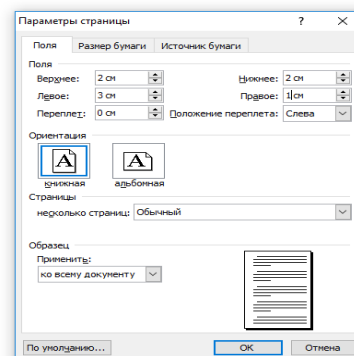 Параметры страницы ? ×
Поля Размер бумаги Источник бумаги
Поля
Верхнее: 2 см Нижнее: 2 см
Левое: 3 см Правое: 1 см
Переплет: 0 см Положение переплета: Слева
Ориентация
A A
книжная альбомная
Страницы
несколько страниц: Обычный
Образец
Применить:
ко всему документу
По умолчанию... ОК Отмена